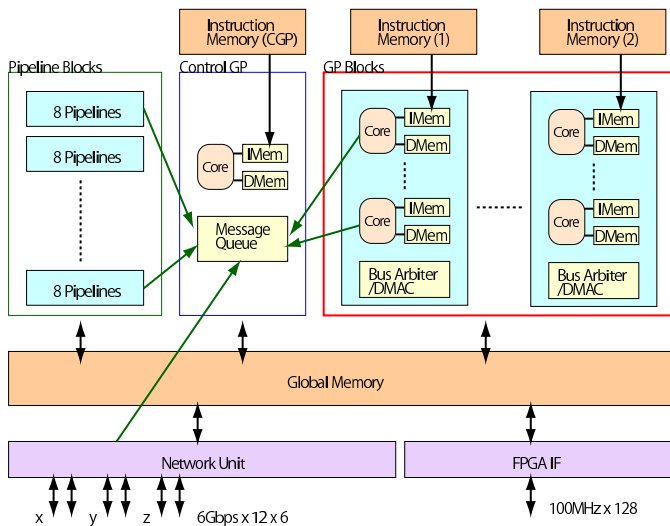 Instruction
Memory (CGP)
Instruction
Memory (1)
Instruction
Memory (2)
Pipeline Blocks
Control GP
GP Blocks
8 Pipelines
8 Pipelines
8 Pipelines
Core
IMem
DMem
Message
Queue
Core
IMem
DMem
Core
IMem
DMem
Bus Arbiter
/DMAC
Core
IMem
DMem
Core
IMem
DMem
Bus Arbiter
/DMAC
Global Memory
Network Unit
FPGA IF
x
y
z
6Gbps x 12 x 6
100MHz x 128